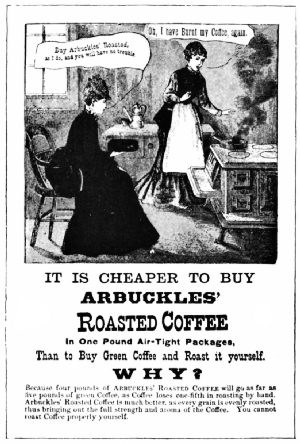 Oh, I have Burnt my Coffee, again.
Buy Arbuckles' Roasted,
as I do, and you will have no trouble
IT IS CHEAPER TO BUY
ARBUCKLES'
ROASTED COFFEE
in One Pound Air-Tight Packages,
Than to Buy Green Coffee and Roast it yourself.
WHY?
Because four pounds of ARBUCKLES' ROASTED COFFEE will go as far as
five pounds of green Coffee, as Coffee loses one-fifth in roasting by hand.
Arbuckles' Roasted Coffee is much better, as every grain is evenly roasted,
thus bringing out the full strength and aroma of the Coffee. You cannot
roast Coffee properly yourself.